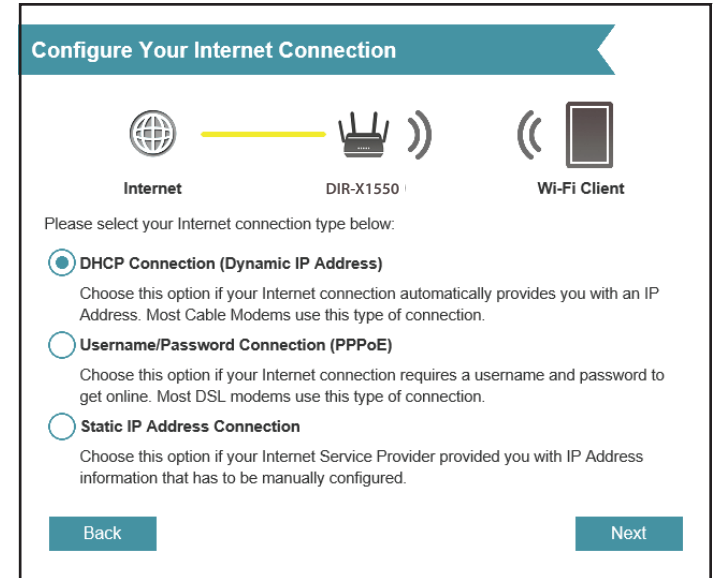 Configure Your Internet Connection
Internet
DIR-X1550
Wi-Fi Client
Please select your Internet connection type below:
DHCP Connection (Dynamic IP Address)
Choose this option if your Internet connection automatically provides you with an IP
Address. Most Cable Modems use this type of connection.
Username/Password Connection (PPPoE)
Choose this option if your Internet connection requires a username and password to
get online. Most DSL modems use this type of connection.
Static IP Address Connection
Choose this option if your Internet Service Provider provided you with IP Address
information that has to be manually configured.
Back
Next